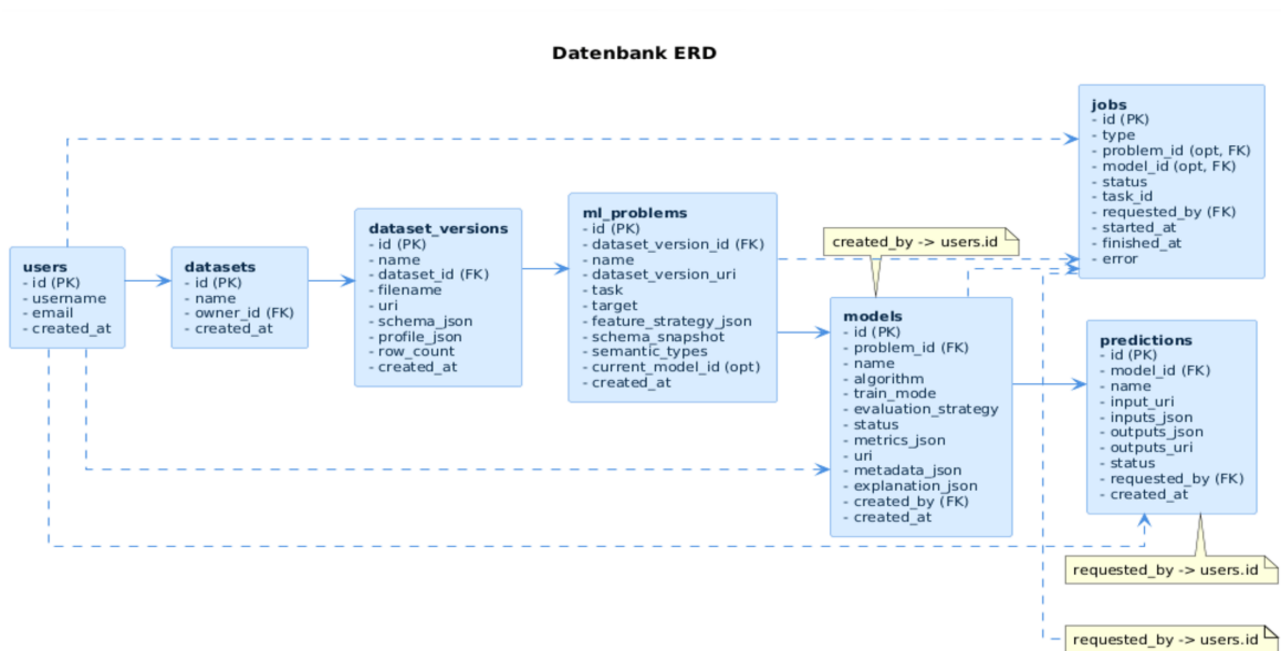 Datenbank ERD
jobs
- id (PK)
- type
- problem_id (opt, FK)
- model_id (opt, FK)
- status
- task_id
- requested_by (FK)
- started_at
- finished_at
- error
users
- id (PK)
- username
- email
- created_at
datasets
- id (PK)
- name
- owner_id (FK)
- created_at
dataset_versions
- id (PK)
- name
- dataset_id (FK)
- filename
- uri
- schema_json
- profile_json
- row_count
- created_at
ml_problems
- id (PK)
- dataset_version_id (FK)
- name
- dataset_version_uri
- task
- target
- feature_strategy_json
- schema_snapshot
- semantic_types
- current_model_id (opt)
- created_at
created_by -> users.id
models
- id (PK)
- problem_id (FK)
- name
- algorithm
- train_mode
- evaluation_strategy
- status
- metrics_json
- uri
- metadata_json
- explanation_json
- created_by (FK)
- created_at
predictions
- id (PK)
- model_id (FK)
- name
- input_uri
- inputs_json
- outputs_json
- outputs_uri
- status
- requested_by (FK)
- created_at
requested_by -> users.id
requested_by -> users.id